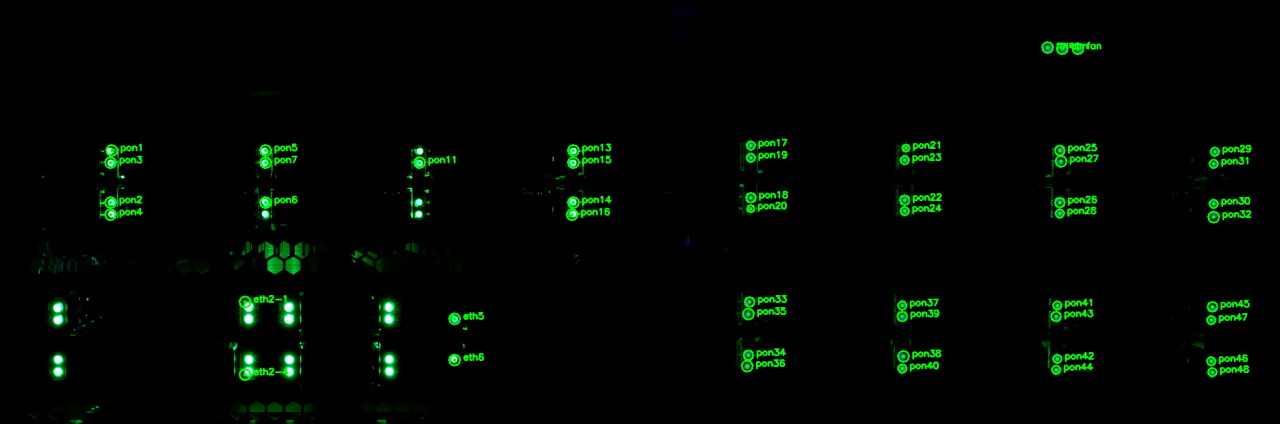 fan
pon1 pon5 pon13 pon17 pon21 pon25 pon29
pon3 pon7 pon11 pon15 pon19 pon23 pon27 pon31
pon2 pon6 pon14 pon18 pon22 pon26 pon30
pon4 pon16 pon20 pon24 pon28 pon32
eth2-1 pon33 pon37 pon41 pon45
eth5 pon35 pon39 pon43 pon47
eth6 pon34 pon38 pon42 pon46
pon36 pon40 pon44 pon48